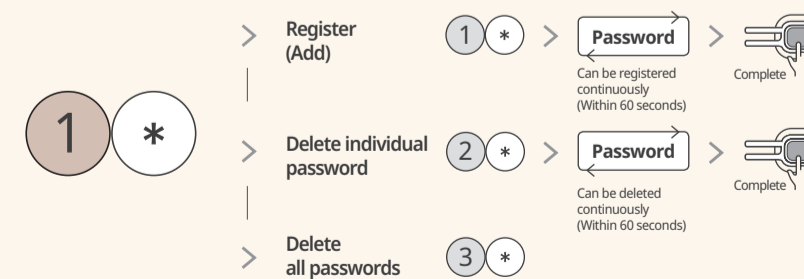 1 *
Register
(Add)
1 *
Password
Can be registered
continuously
(Within 60 seconds)
Complete
Delete individual
password
2 *
Password
Can be deleted
continuously
(Within 60 seconds)
Complete
Delete
all passwords
3 *